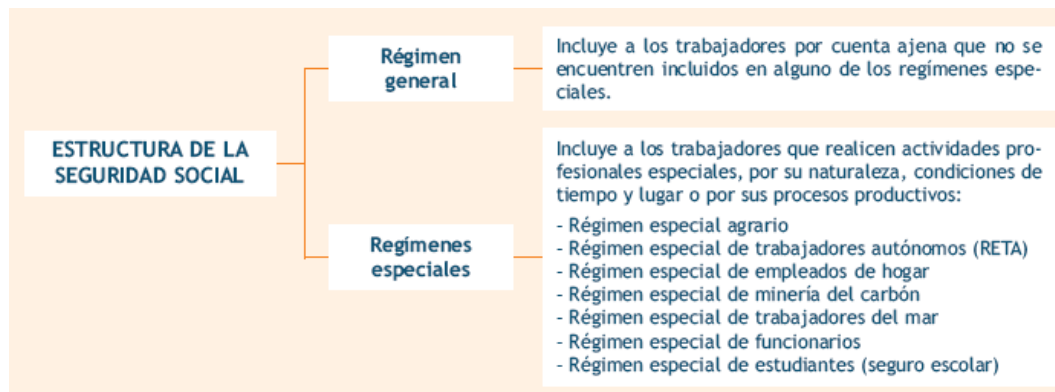 ESTRUCTURA DE LA
SEGURIDAD SOCIAL
Régimen
general
Incluye a los trabajadores por cuenta ajena que no se
encuentren incluidos en alguno de los regímenes espe-
ciales.
Regímenes
especiales
Incluye a los trabajadores que realicen actividades pro-
fesionales especiales, por su naturaleza, condiciones de
tiempo y lugar o por sus procesos productivos:
- Régimen especial agrario
- Régimen especial de trabajadores autónomos (RETA)
- Régimen especial de empleados de hogar
- Régimen especial de minería del carbón
- Régimen especial de trabajadores del mar
- Régimen especial de funcionarios
- Régimen especial de estudiantes (seguro escolar)